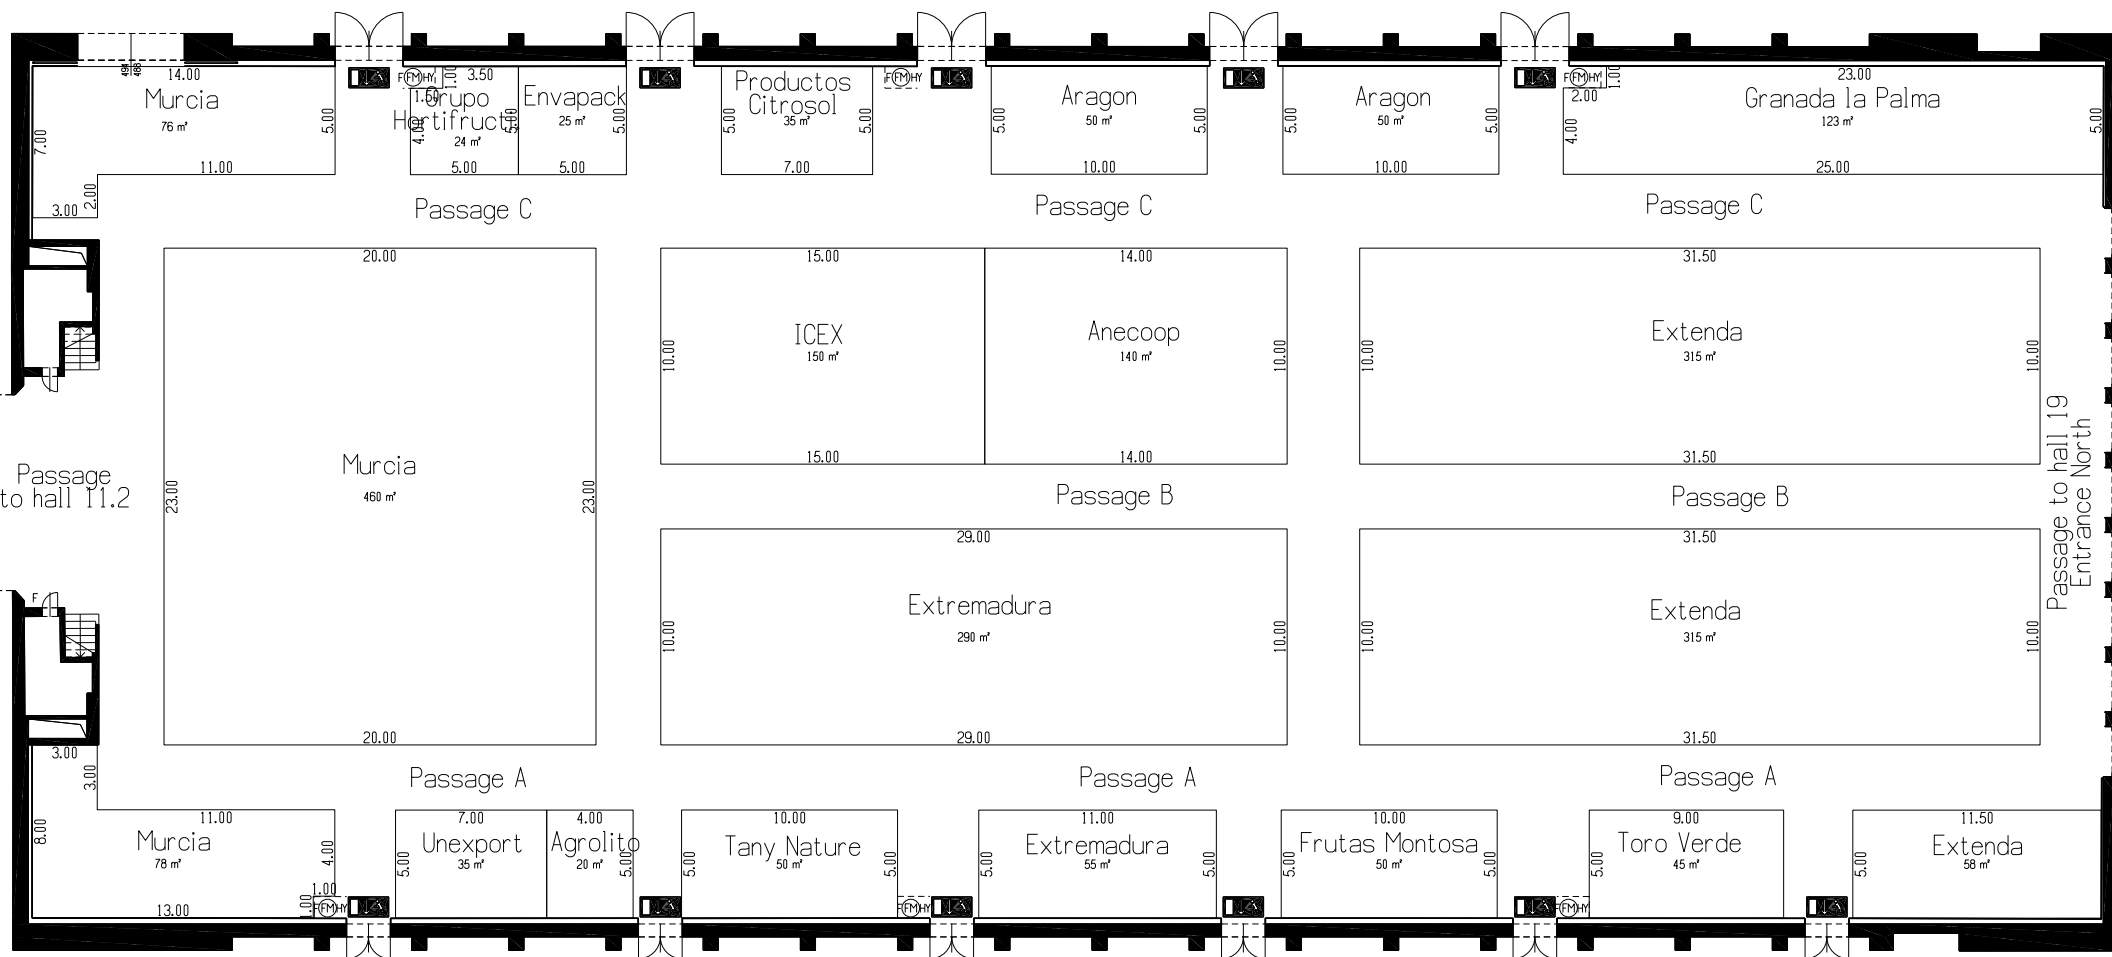 14.00
Murcia
76 m²
7.00
5.00
11.00
2.00
3.00
F FM HY
1.00
3.50
1.50
Grupo
Hortifruct
24 m²
4.00
5.00
5.00
Envapack
25 m²
5.00
5.00
Productos
Citrosol
35 m²
5.00
5.00
7.00
F FM HY
Aragon
50 m²
5.00
5.00
10.00
Aragon
50 m²
5.00
5.00
10.00
F FM HY
1.00
2.00
23.00
Granada la Palma
123 m²
4.00
5.00
25.00
Passage C
Passage C
Passage C
20.00
Murcia
460 m²
23.00
23.00
20.00
15.00
ICEX
150 m²
10.00
15.00
14.00
Anecoop
140 m²
10.00
14.00
31.50
Extenda
315 m²
10.00
10.00
31.50
Passage
to hall 11.2
Passage B
Passage B
Passage to hall 19
Entrance North
29.00
Extremadura
290 m²
10.00
10.00
29.00
31.50
Extenda
315 m²
10.00
10.00
31.50
F
Passage A
Passage A
Passage A
3.00
3.00
11.00
Murcia
78 m²
8.00
4.00
1.00
1.00
13.00
FM HY
7.00
Unexport
35 m²
5.00
4.00
Agrolito
20 m²
5.00
10.00
Tany Nature
50 m²
5.00
5.00
F FM HY
11.00
Extremadura
55 m²
5.00
5.00
10.00
Frutas Montosa
50 m²
5.00
5.00
F FM HY
9.00
Toro Verde
45 m²
5.00
11.50
Extenda
58 m²
5.00